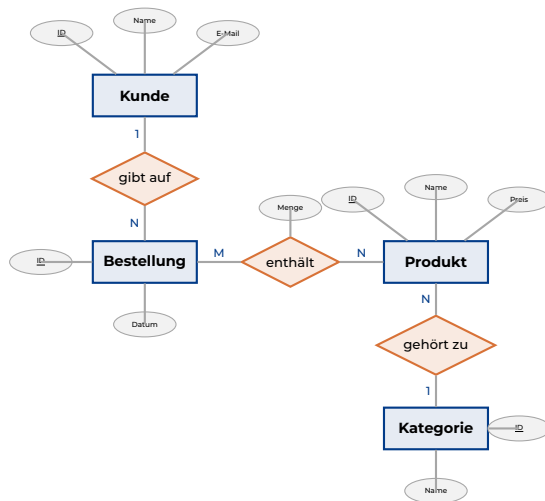 Name
ID
E-Mail
Kunde
1
gibt auf
N
ID
Bestellung
M
Menge
enthält
N
Datum
ID
Name
Preis
Produkt
N
gehört zu
1
Kategorie
ID
Name